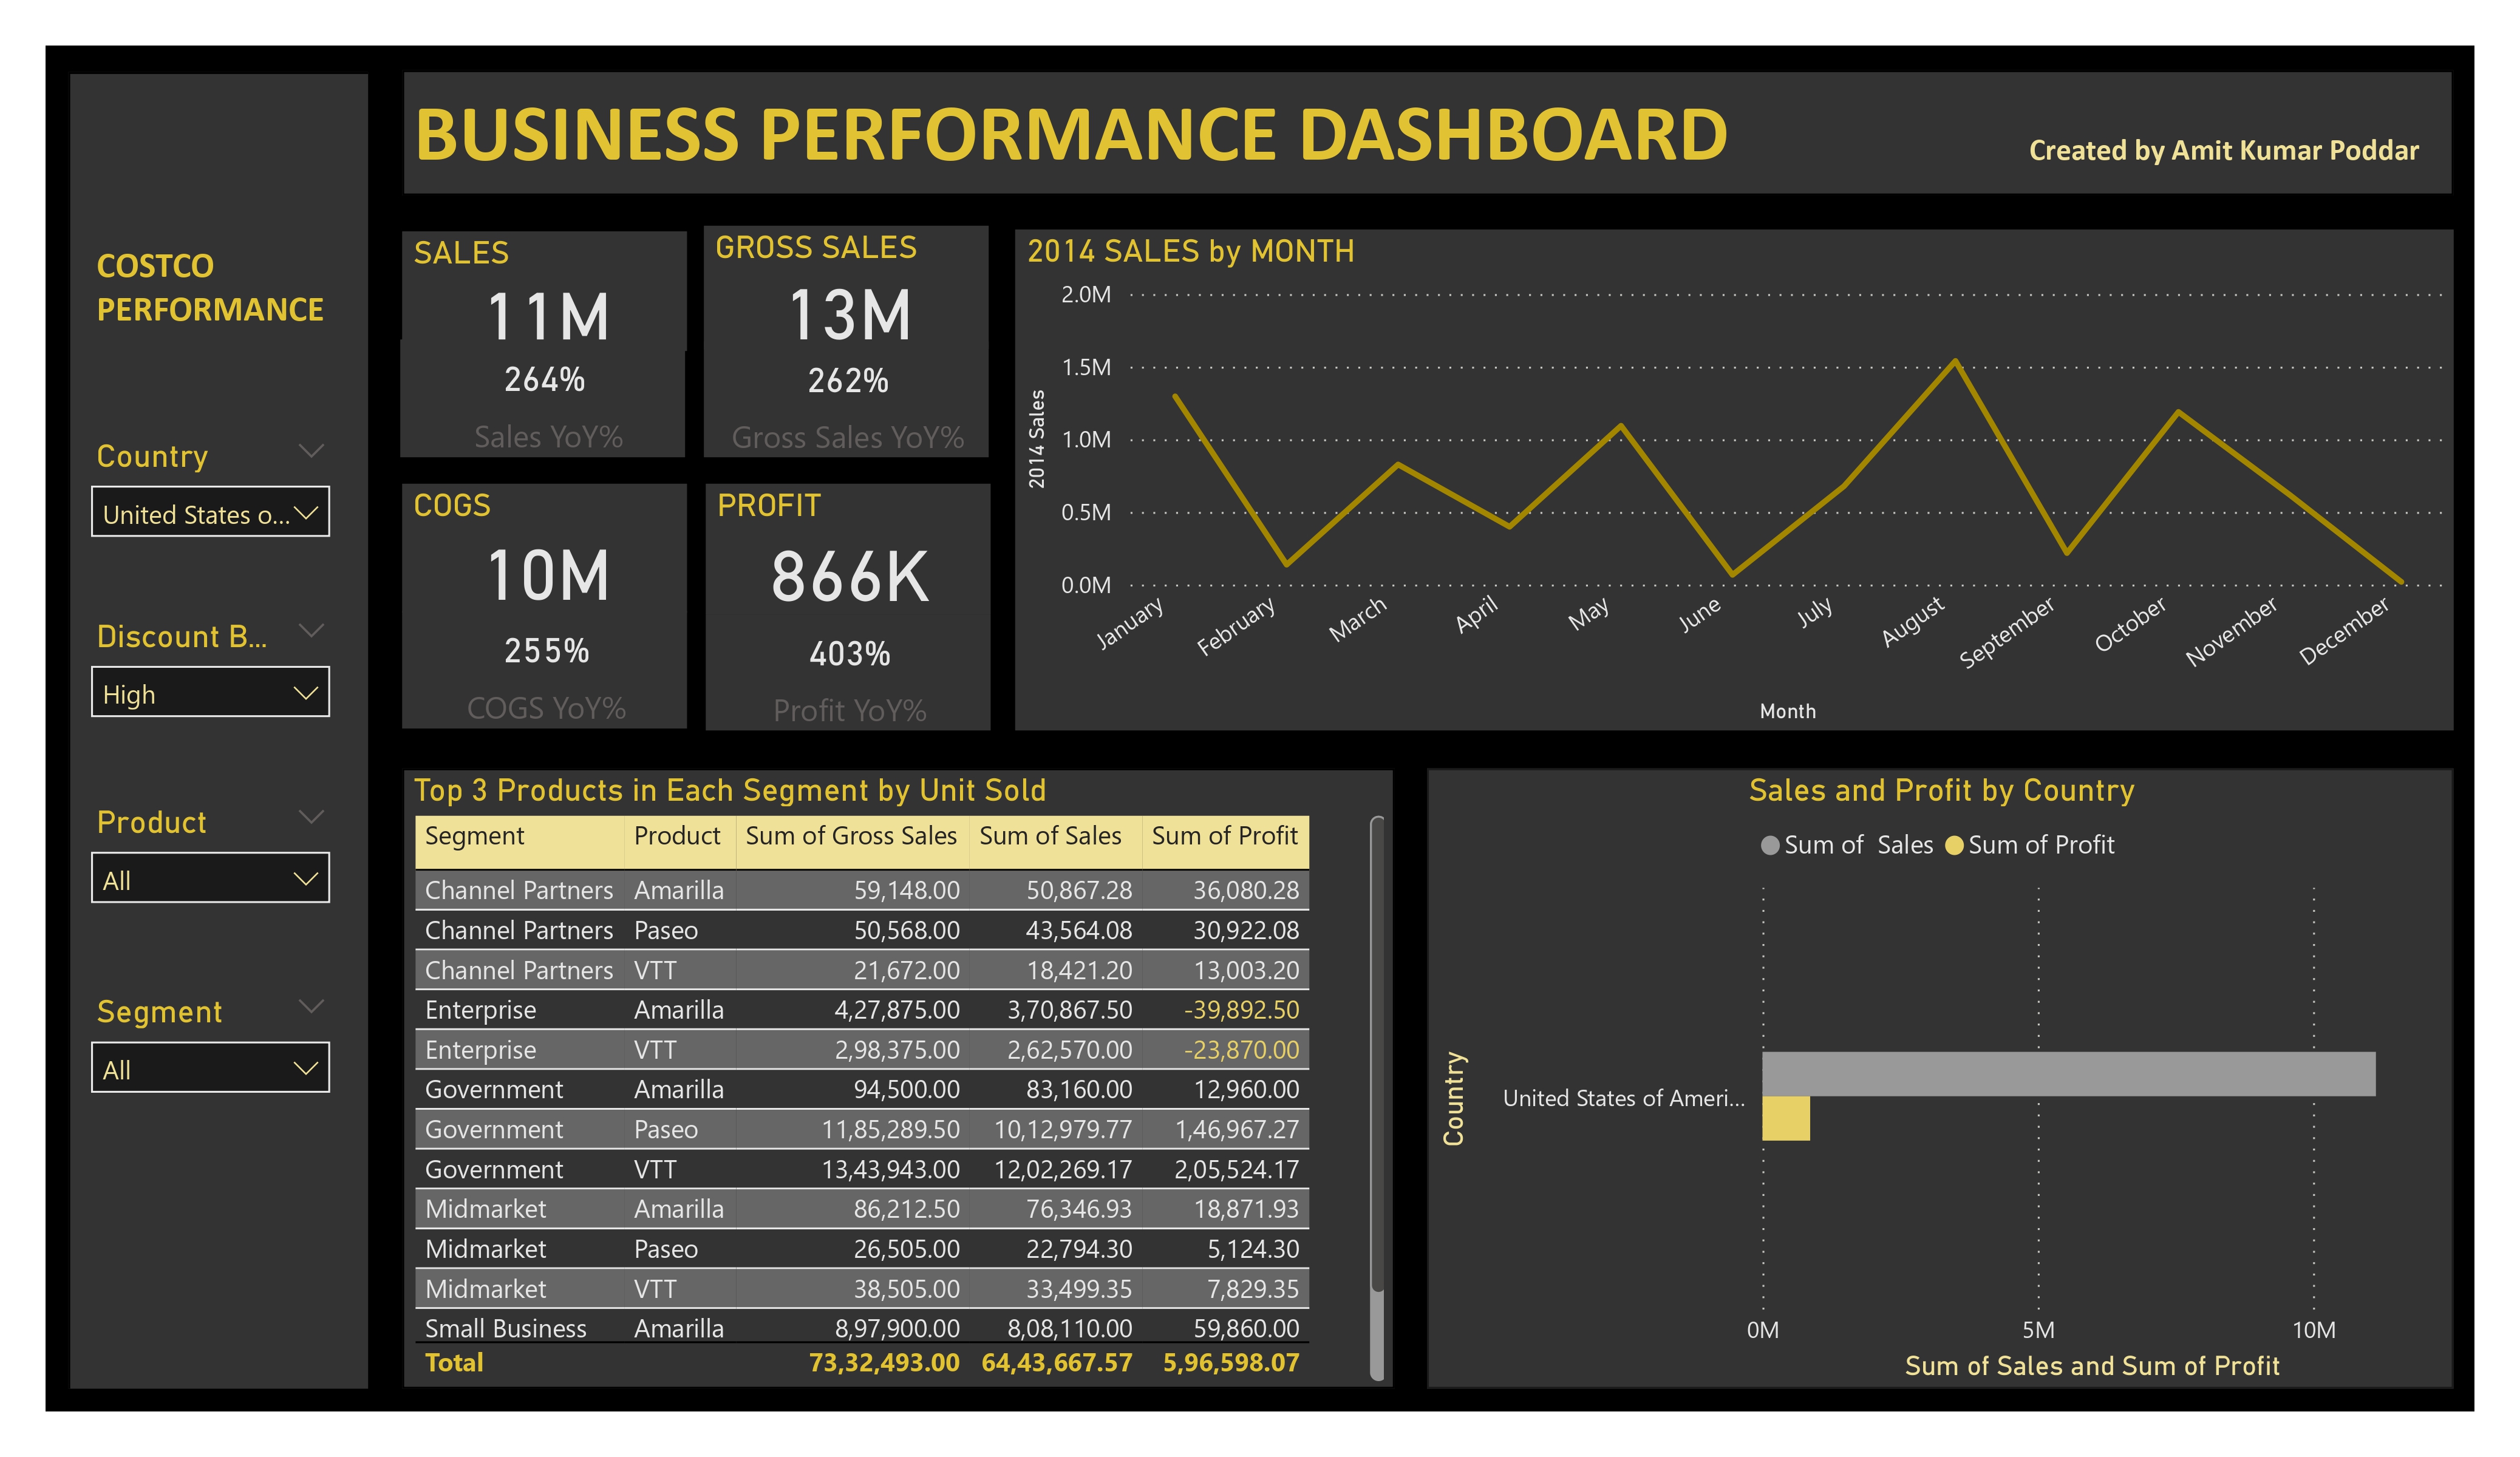 BUSINESS PERFORMANCE DASHBOARD
Created by Amit Kumar Poddar
COSTCO
PERFORMANCE
Country
United States o...
Discount B...
High
Product
All
Segment
All
SALES
11M
264%
Sales YoY%
GROSS SALES
13M
262%
Gross Sales YoY%
COGS
10M
255%
COGS YoY%
PROFIT
866K
403%
Profit YoY%
2014 SALES by MONTH
2014 Sales
2.0M
1.5M
1.0M
0.5M
0.0M
January February March April May June July August September October November December
Month
Top 3 Products in Each Segment by Unit Sold
Segment Product Sum of Gross Sales Sum of Sales Sum of Profit
Channel Partners Amarilla 59,148.00 50,867.28 36,080.28
Channel Partners Paseo 50,568.00 43,564.08 30,922.08
Channel Partners VTT 21,672.00 18,421.20 13,003.20
Enterprise Amarilla 4,27,875.00 3,70,867.50 -39,892.50
Enterprise VTT 2,98,375.00 2,62,570.00 -23,870.00
Government Amarilla 94,500.00 83,160.00 12,960.00
Government Paseo 11,85,289.50 10,12,979.77 1,46,967.27
Government VTT 13,43,943.00 12,02,269.17 2,05,524.17
Midmarket Amarilla 86,212.50 76,346.93 18,871.93
Midmarket Paseo 26,505.00 22,794.30 5,124.30
Midmarket VTT 38,505.00 33,499.35 7,829.35
Small Business Amarilla 8,97,900.00 8,08,110.00 59,860.00
Total 73,32,493.00 64,43,667.57 5,96,598.07
Sales and Profit by Country
Sum of Sales Sum of Profit
Country
United States of Ameri...
0M 5M 10M
Sum of Sales and Sum of Profit